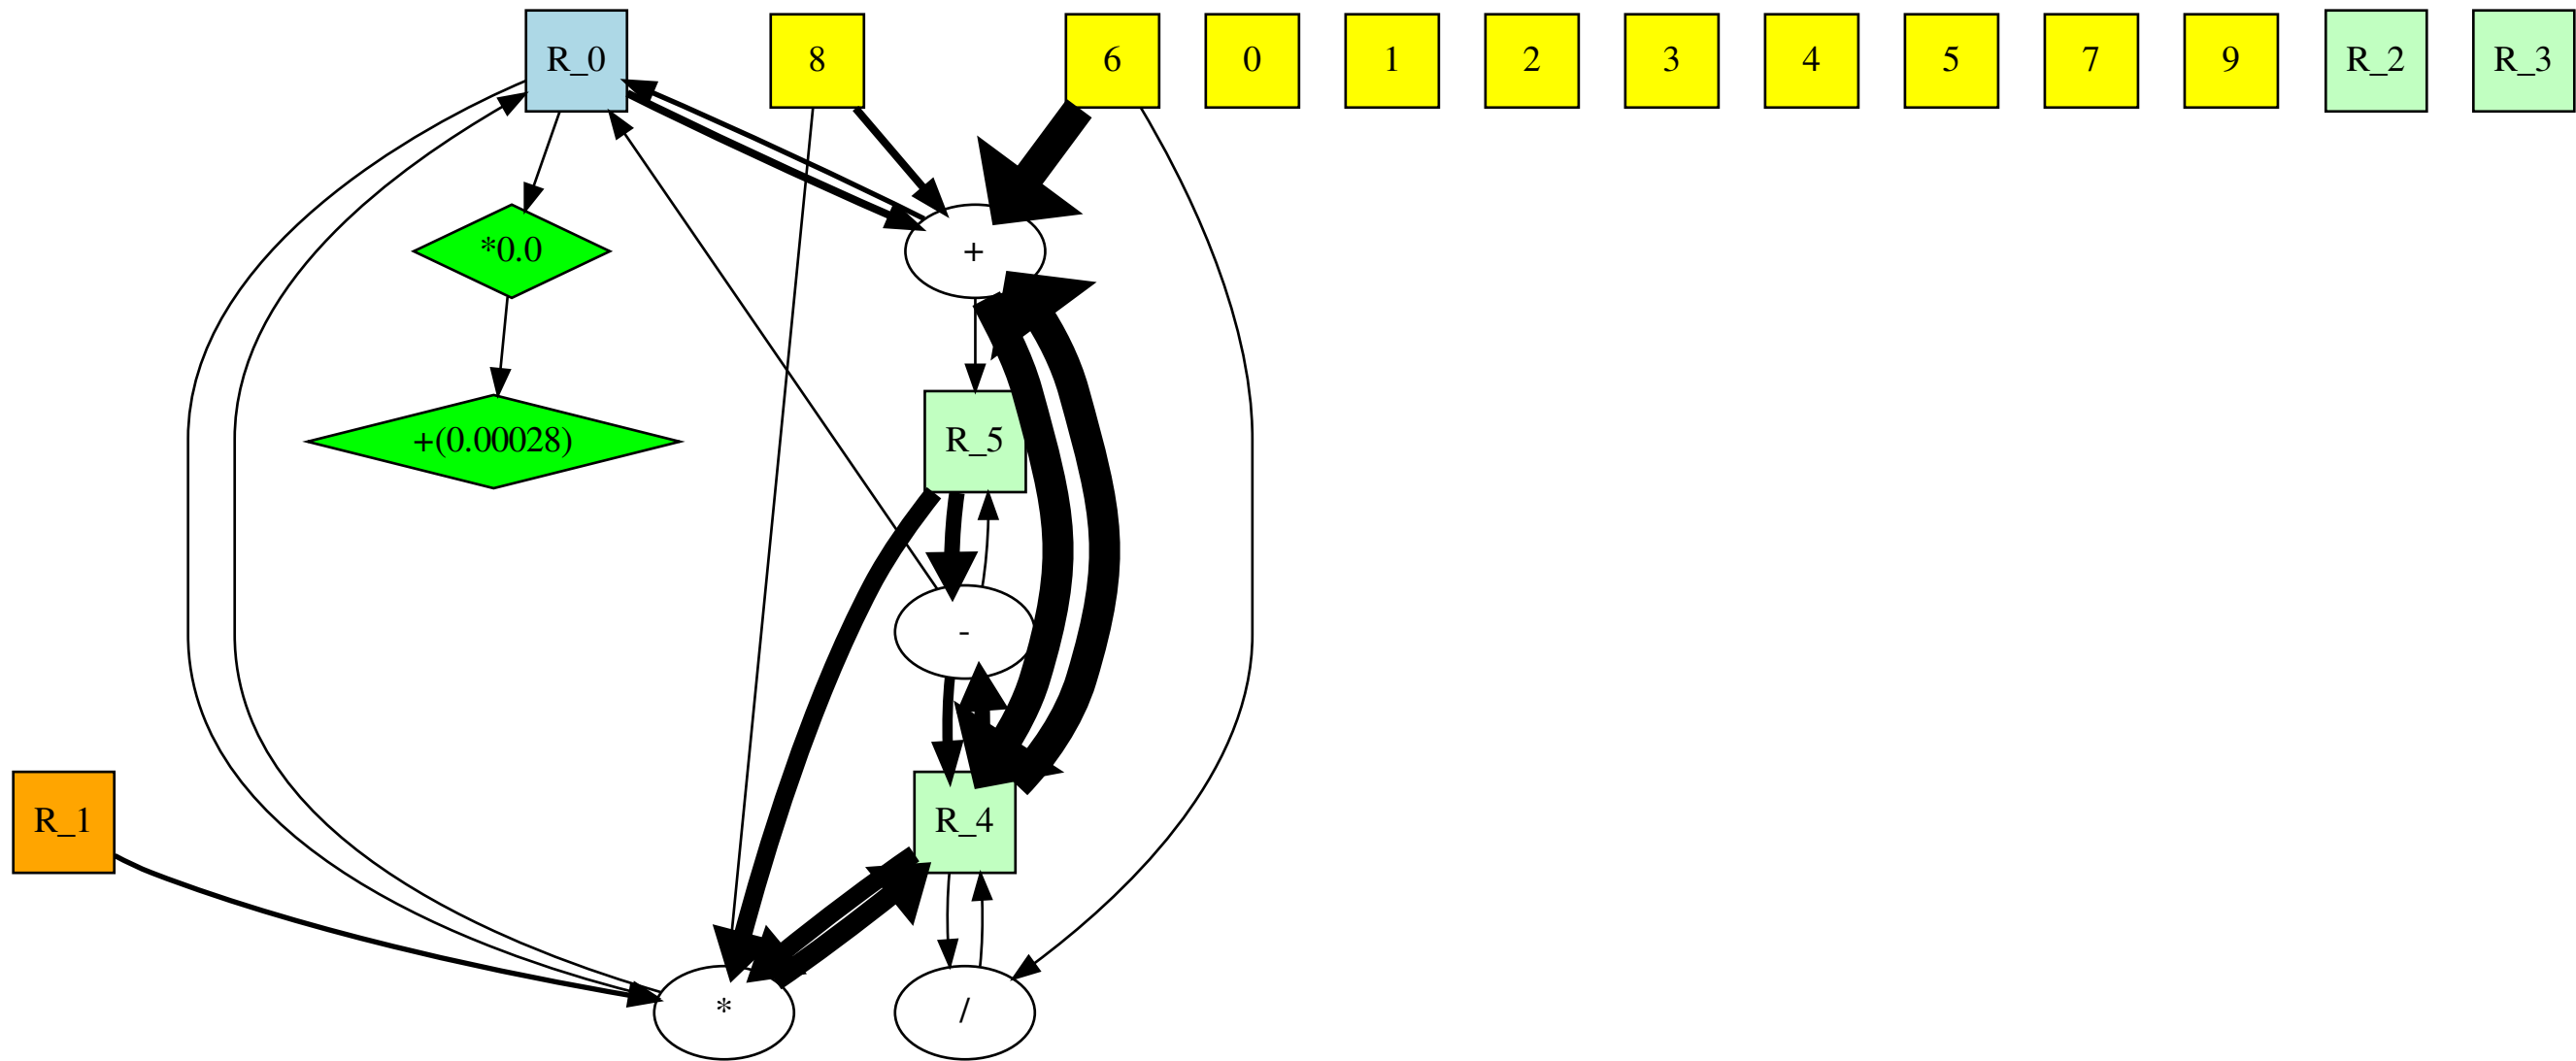 R_0 8 6 0 1 2 3 4 5 7 9 R_2 R_3
*0.0 +
+(0.00028) R_5
-
R_1 R_4
* /